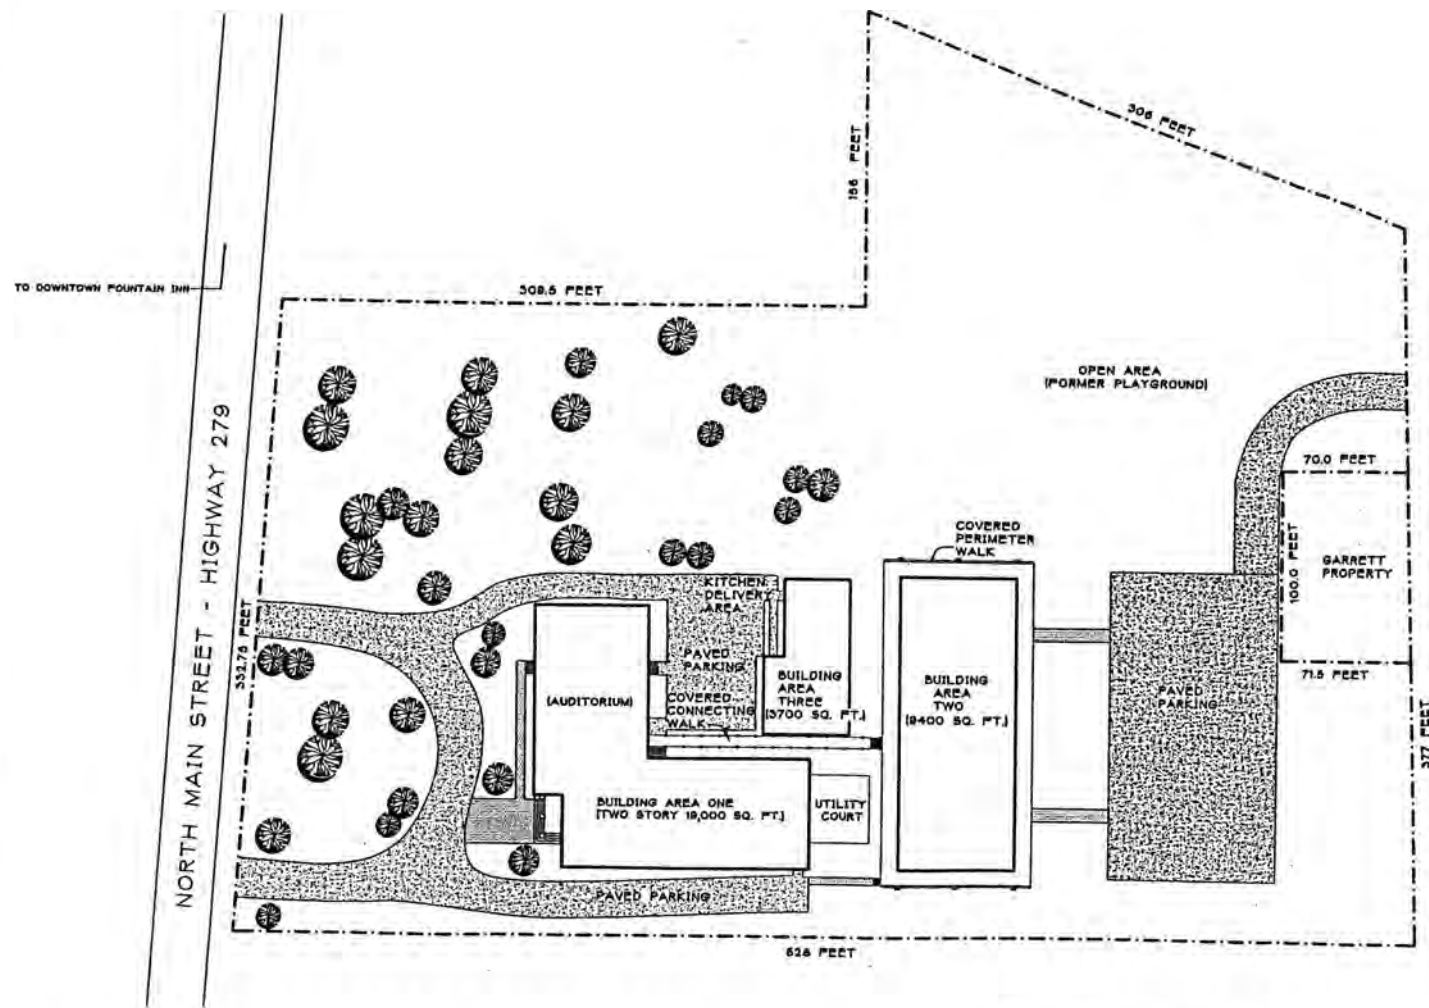 306 FEET
156 FEET
TO DOWNTOWN FOUNTAIN INN
309.5 FEET
OPEN AREA
(FORMER PLAYGROUND)
NORTH MAIN STREET - HIGHWAY 279
70.0 FEET
COVERED
PERIMETER
WALK
100.0 FEET
GARRETT
PROPERTY
KITCHEN
DELIVERY
AREA
332.75 FEET
PAVED
PARKING
(AUDITORIUM)
COVERED
CONNECTING
WALK
BUILDING
AREA
THREE
(3700 SQ. FT.)
BUILDING
AREA
TWO
(9400 SQ. FT.)
PAVED
PARKING
71.5 FEET
377 FEET
BUILDING AREA ONE
(TWO STORY 19,000 SQ. FT.)
UTILITY
COURT
PAVED PARKING
626 FEET